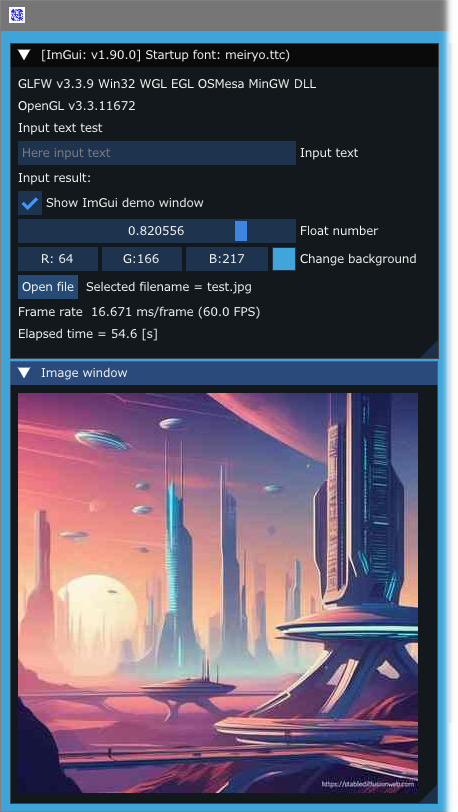 [ImGui: v1.90.0] Startup font: meiryo.ttc)
GLFW v3.3.9 Win32 WGL EGL OSMesa MinGW DLL
OpenGL v3.3.11672
Input text test
Here input text Input text
Input result:
Show ImGui demo window
0.820556 Float number
R: 64 G:166 B:217 Change background
Open file Selected filename = test.jpg
Frame rate 16.671 ms/frame (60.0 FPS)
Elapsed time = 54.6 [s]
Image window
https://stablediffusionweb.com